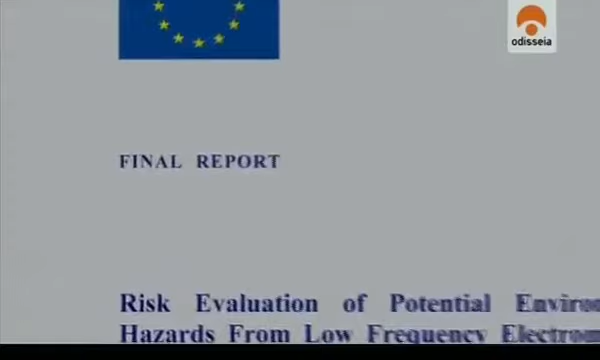 odisseia
FINAL REPORT
Risk Evaluation of Potential
Hazards From Low Frequency